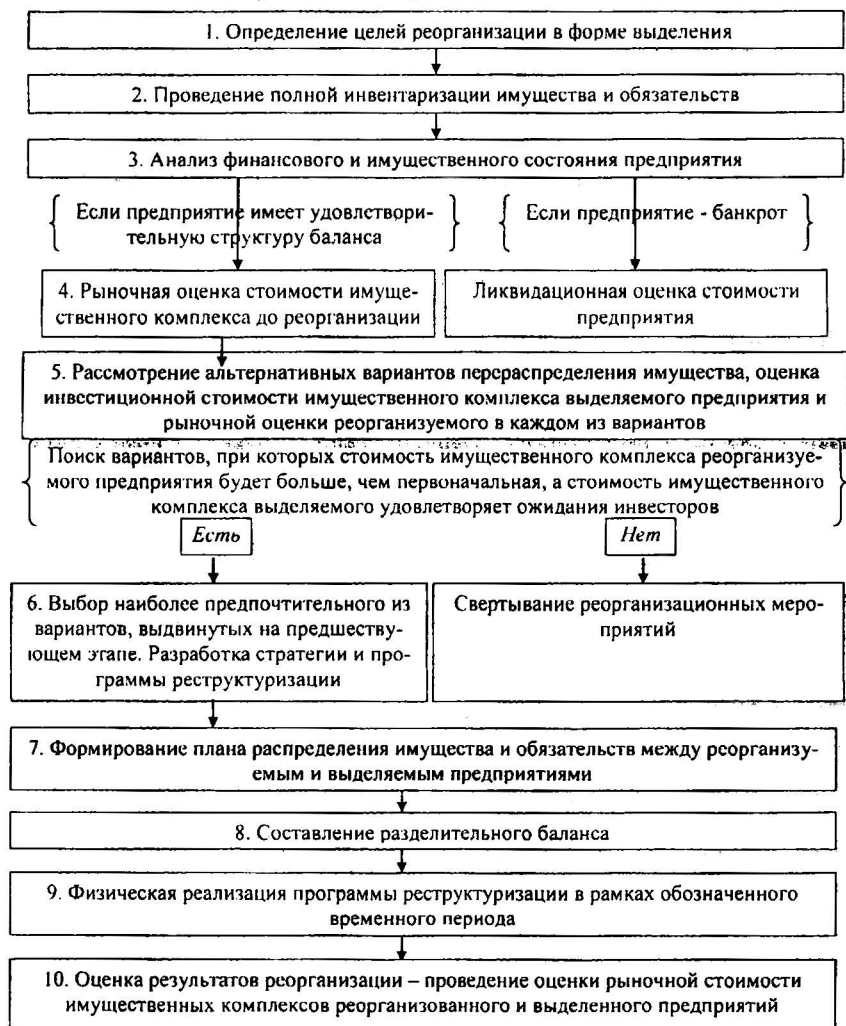 1. Определение целей реорганизации в форме выделения
2. Проведение полной инвентаризации имущества и обязательств
3. Анализ финансового и имущественного состояния предприятия
Если предприятие имеет удовлетвори-
тельную структуру баланса
Если предприятие - банкрот
4. Рыночная оценка стоимости имуще-
ственного комплекса до реорганизации
Ликвидационная оценка стоимости
предприятия
5. Рассмотрение альтернативных вариантов перераспределения имущества, оценка
инвестиционной стоимости имущественного комплекса выделяемого предприятия и
рыночной оценки реорганизуемого в каждом из вариантов
Поиск вариантов, при которых стоимость имущественного комплекса реорганизуе-
мого предприятия будет больше, чем первоначальная, а стоимость имущественного
комплекса выделяемого удовлетворяет ожидания инвесторов
Есть
Нет
6. Выбор наиболее предпочтительного из
вариантов, выдвинутых на предшеству-
ющем этапе. Разработка стратегии и про-
граммы реструктуризации
Свертывание реорганизационных меро-
приятий
7. Формирование плана распределения имущества и обязательств между реорганизу-
емым и выделяемым предприятиями
8. Составление разделительного баланса
9. Физическая реализация программы реструктуризации в рамках обозначенного
временного периода
10. Оценка результатов реорганизации – проведение оценки рыночной стоимости
имущественных комплексов реорганизованного и выделенного предприятий